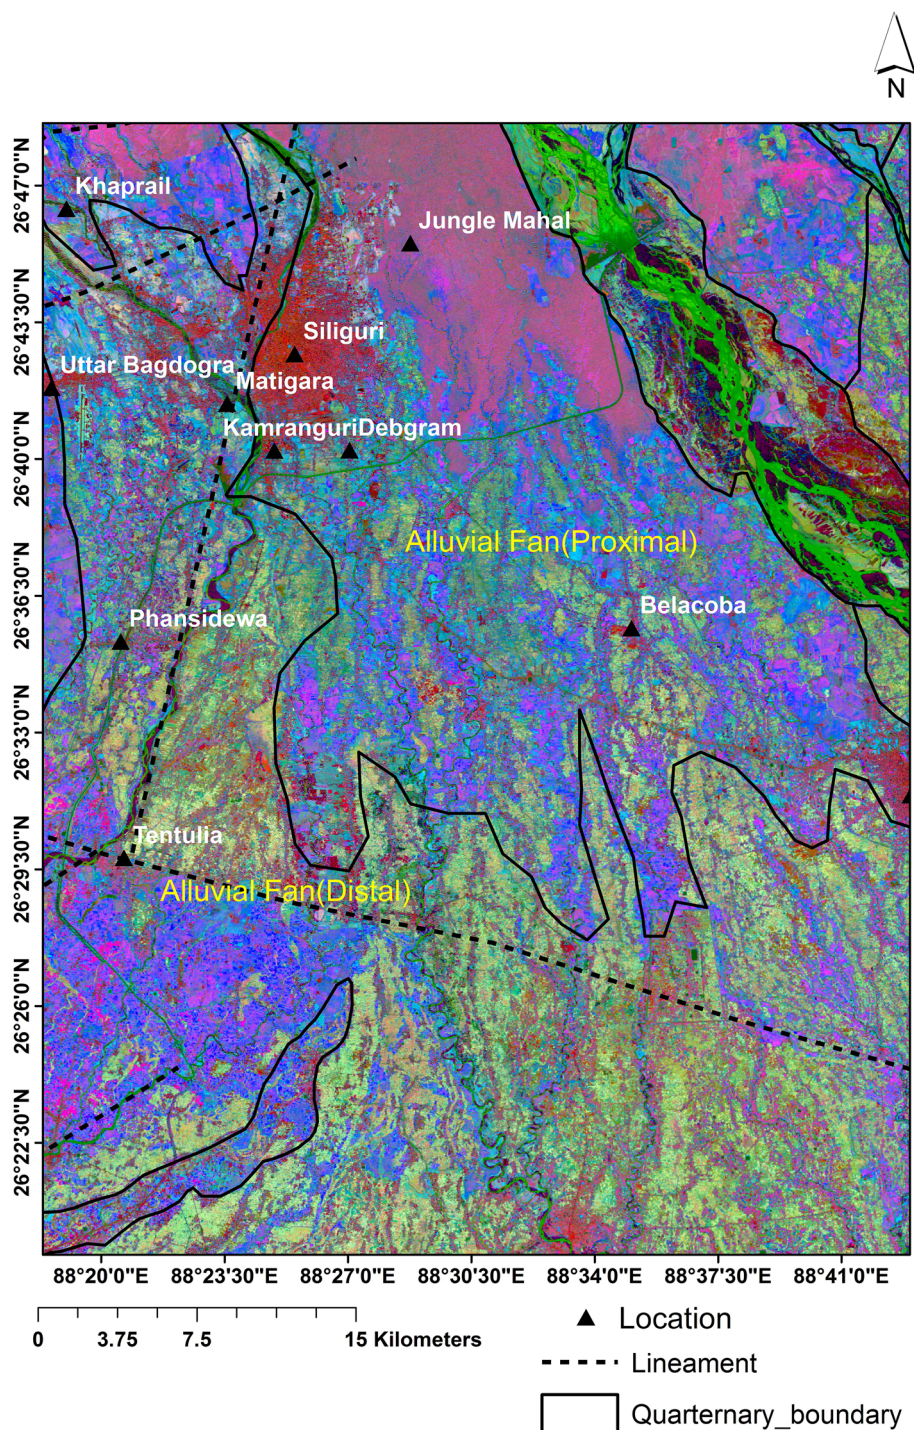 N
26°47'0"N
Khaprail
Jungle Mahal
26°43'30"N
Siliguri
Uttar Bagdogra
Matigara
26°40'0"N
Kamranguri
Debgram
Alluvial Fan(Proximal)
26°36'30"N
Phansidewa
Belacoba
26°33'0"N
Tentulia
26°29'30"N
Alluvial Fan(Distal)
26°26'0"N
26°22'30"N
88°20'0"E 88°23'30"E 88°27'0"E 88°30'30"E 88°34'0"E 88°37'30"E 88°41'0"E
0 3.75 7.5 15 Kilometers
Location
Lineament
Quarternary_boundary